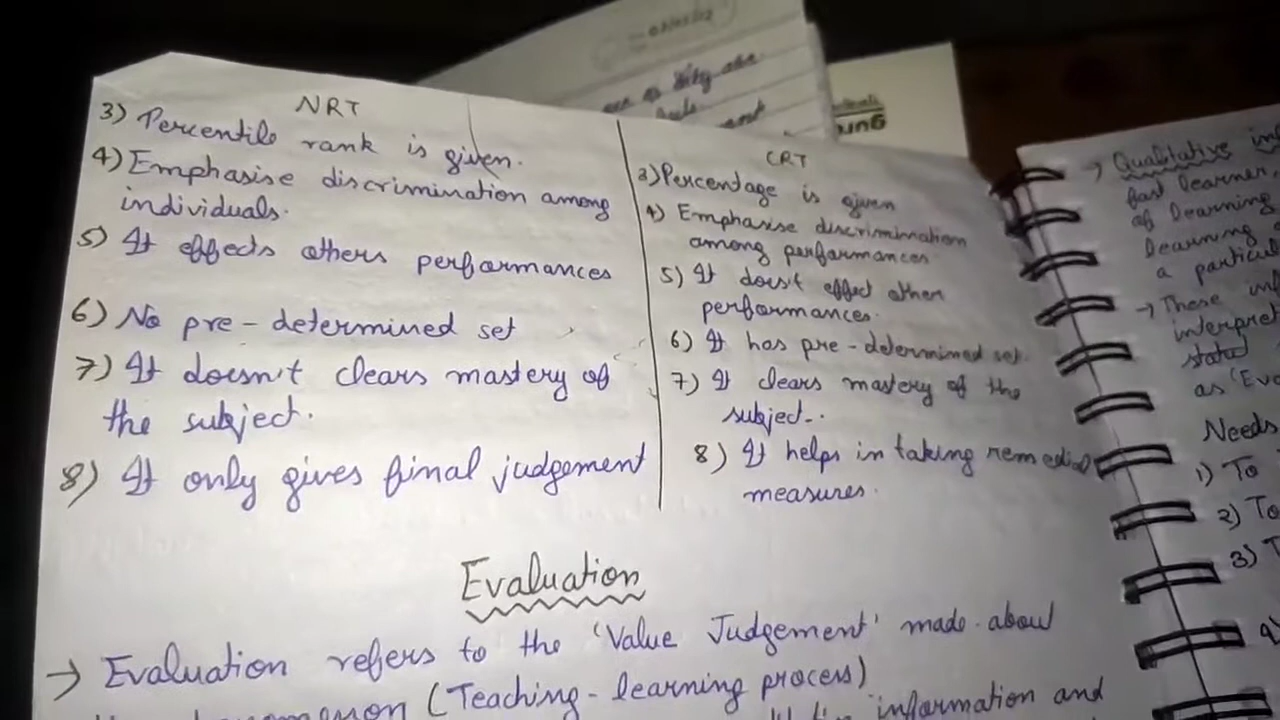 NRT
3) Percentile rank is given.
4) Emphasise discrimination among
individuals.
5) It effects others performances
6) No pre-determined set
7) It doesn't clears mastery of
the subject.
8) It only gives final judgement
CRT
3) Percentage is given
4) Emphasise discrimination
among performances
5) It does't effect other
performances.
6) It has pre-determined set.
7) It clears mastery of the
subject..
8) It helps in taking remedial
measures.
Evaluation
→ Evaluation refers to the 'Value Judgement' made about
(Teaching-learning process)
information and
→ Qualitative
fast learner,
of learning
learning
a
→ These
stated
as
Needs
1) To
2) To
3)